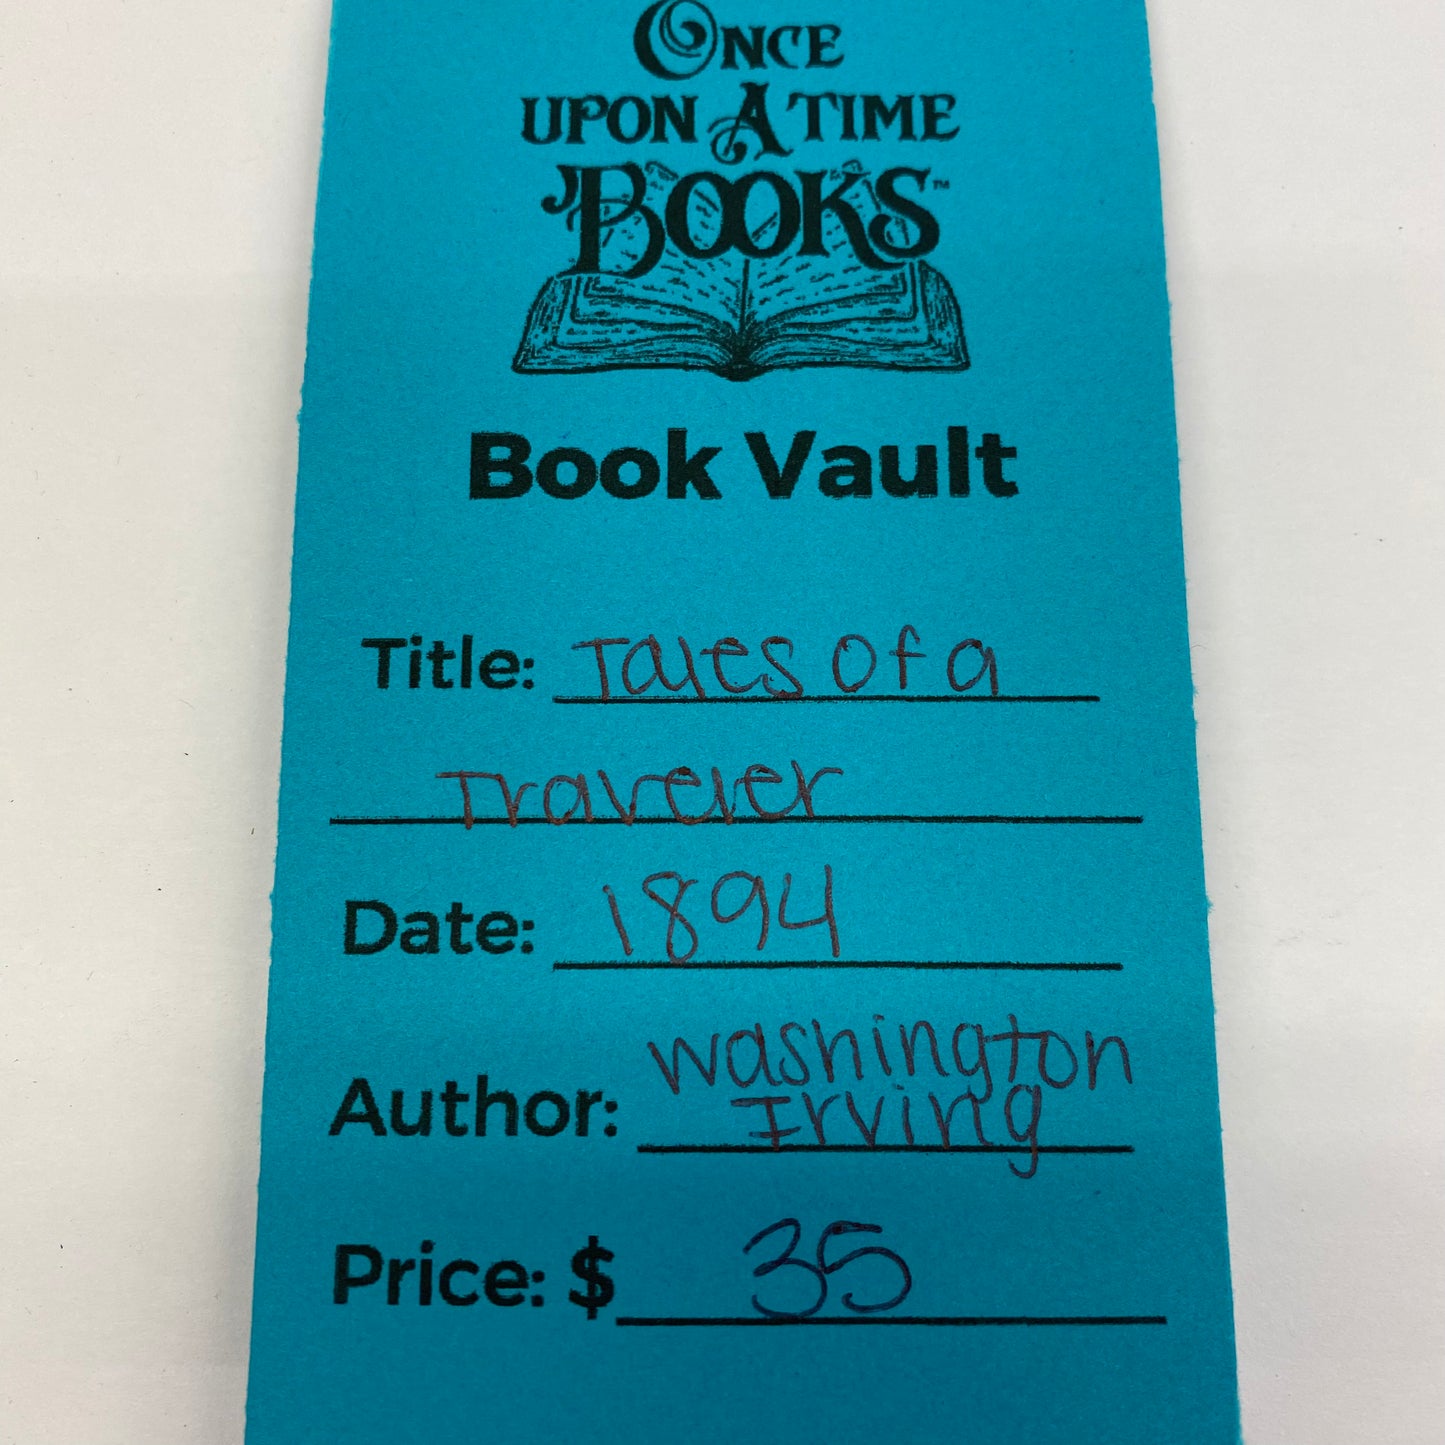 ONCE
UPON A TIME
BOOKS™
Book Vault
Title: Tales of a
Traveler
Date: 1894
Washington
Author: Irving
Price: $ 35